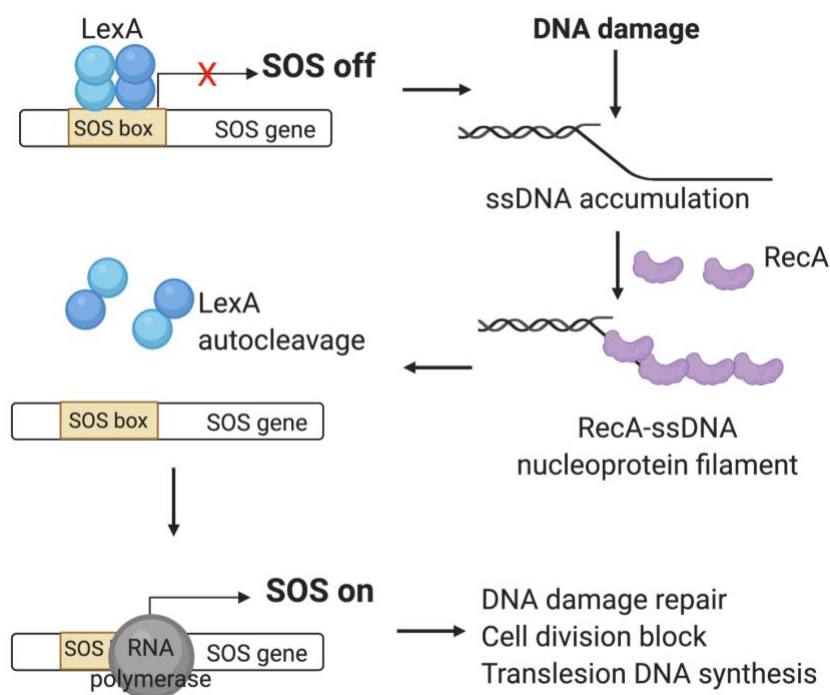 LexA
SOS off
SOS box
SOS gene
DNA damage
ssDNA accumulation
RecA
RecA-ssDNA
nucleoprotein filament
LexA
autocleavage
SOS box
SOS gene
SOS on
SOS
RNA
polymerase
SOS gene
DNA damage repair
Cell division block
Translesion DNA synthesis